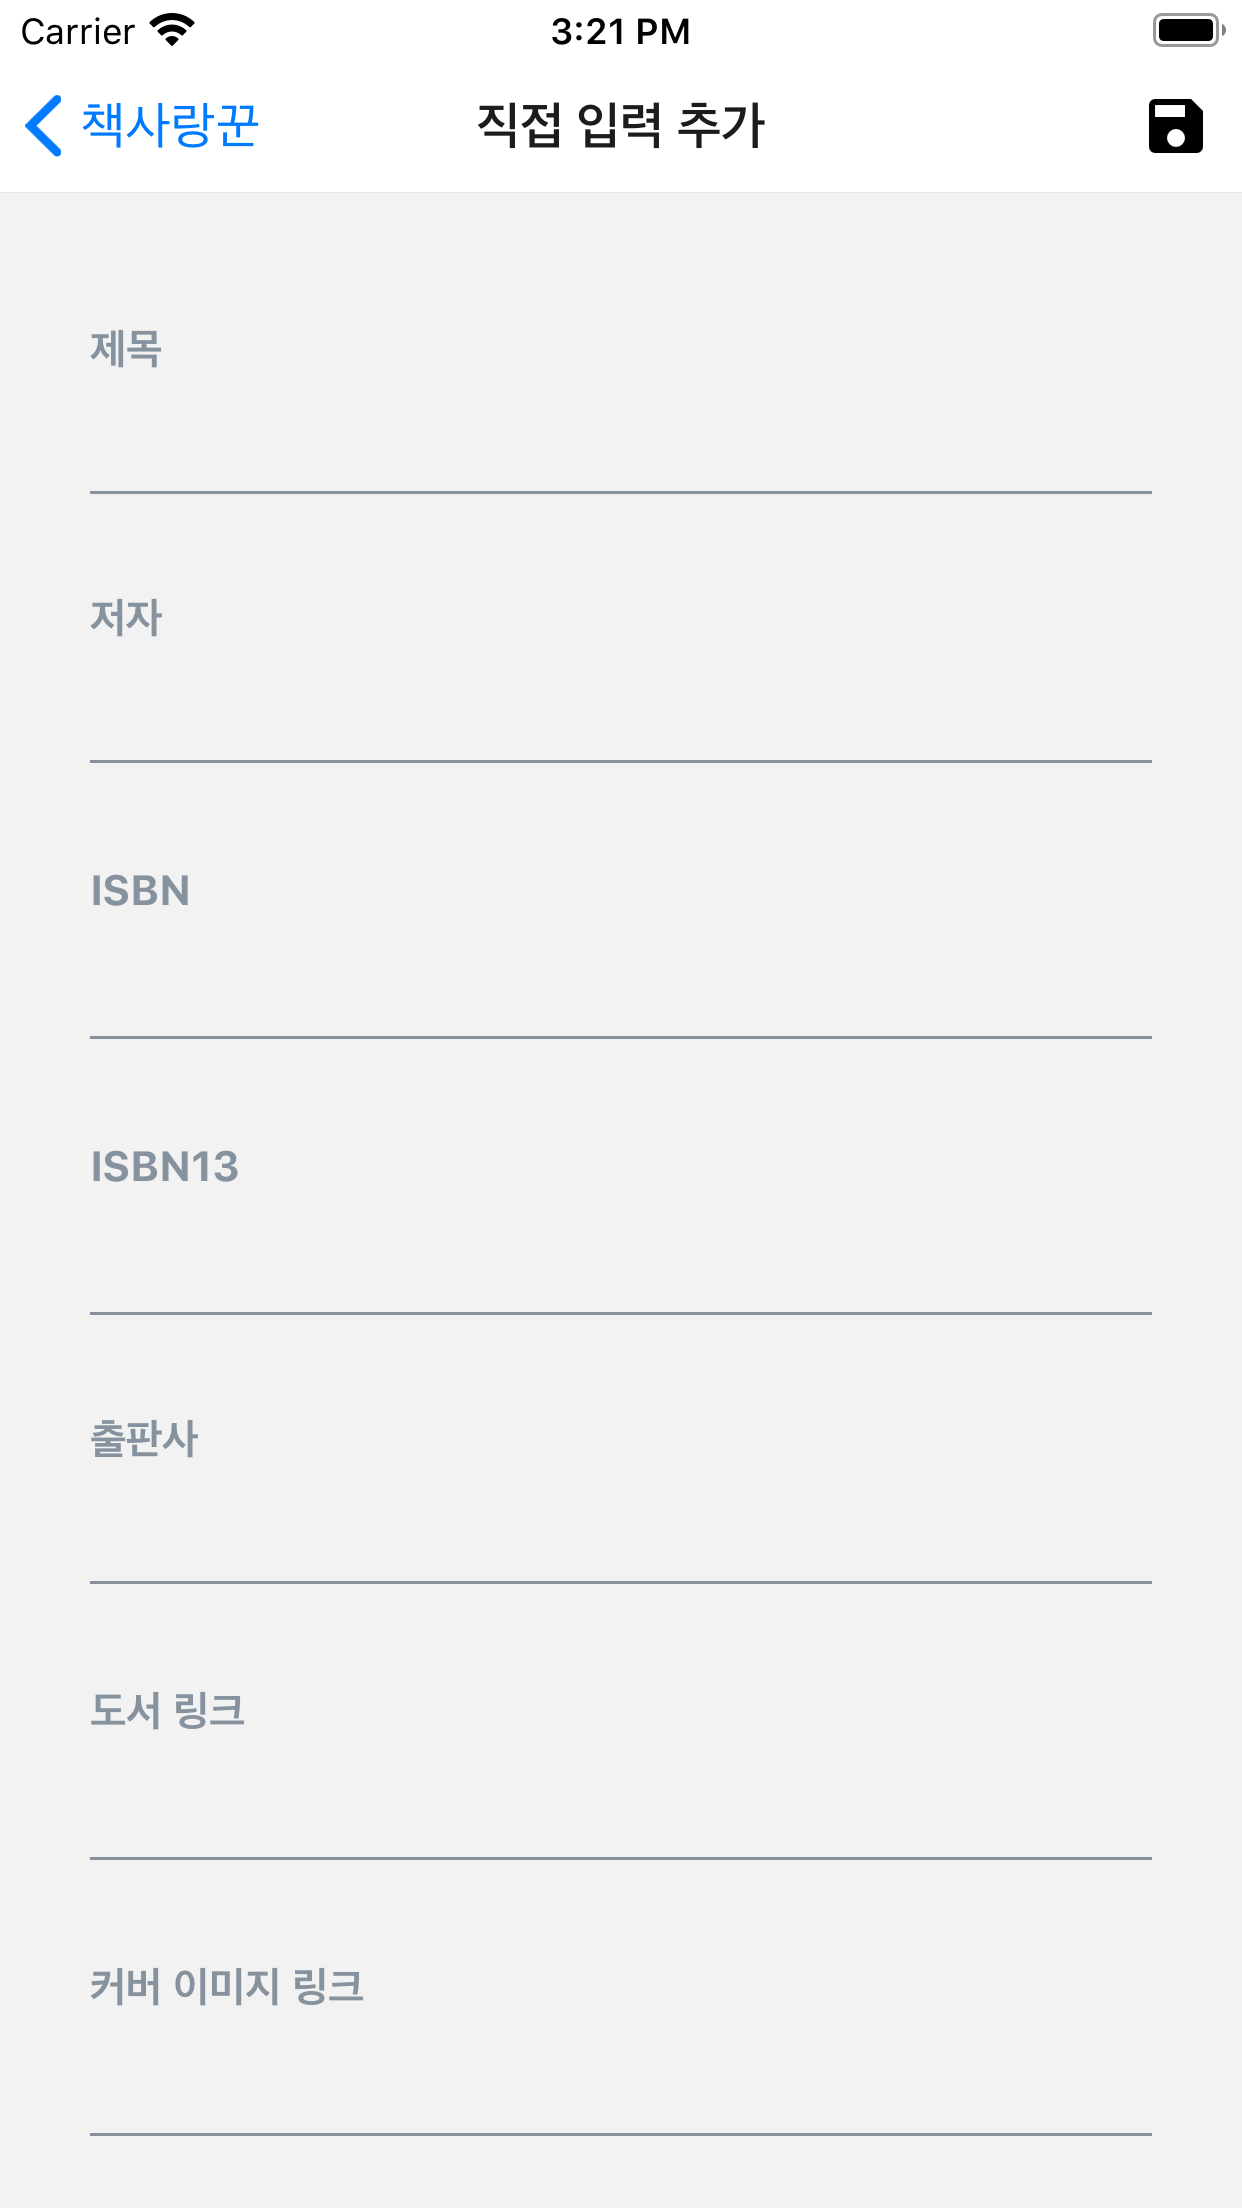 Carrier 3:21 PM
책사랑꾼 직접 입력 추가
제목
저자
ISBN
ISBN13
출판사
도서 링크
커버 이미지 링크